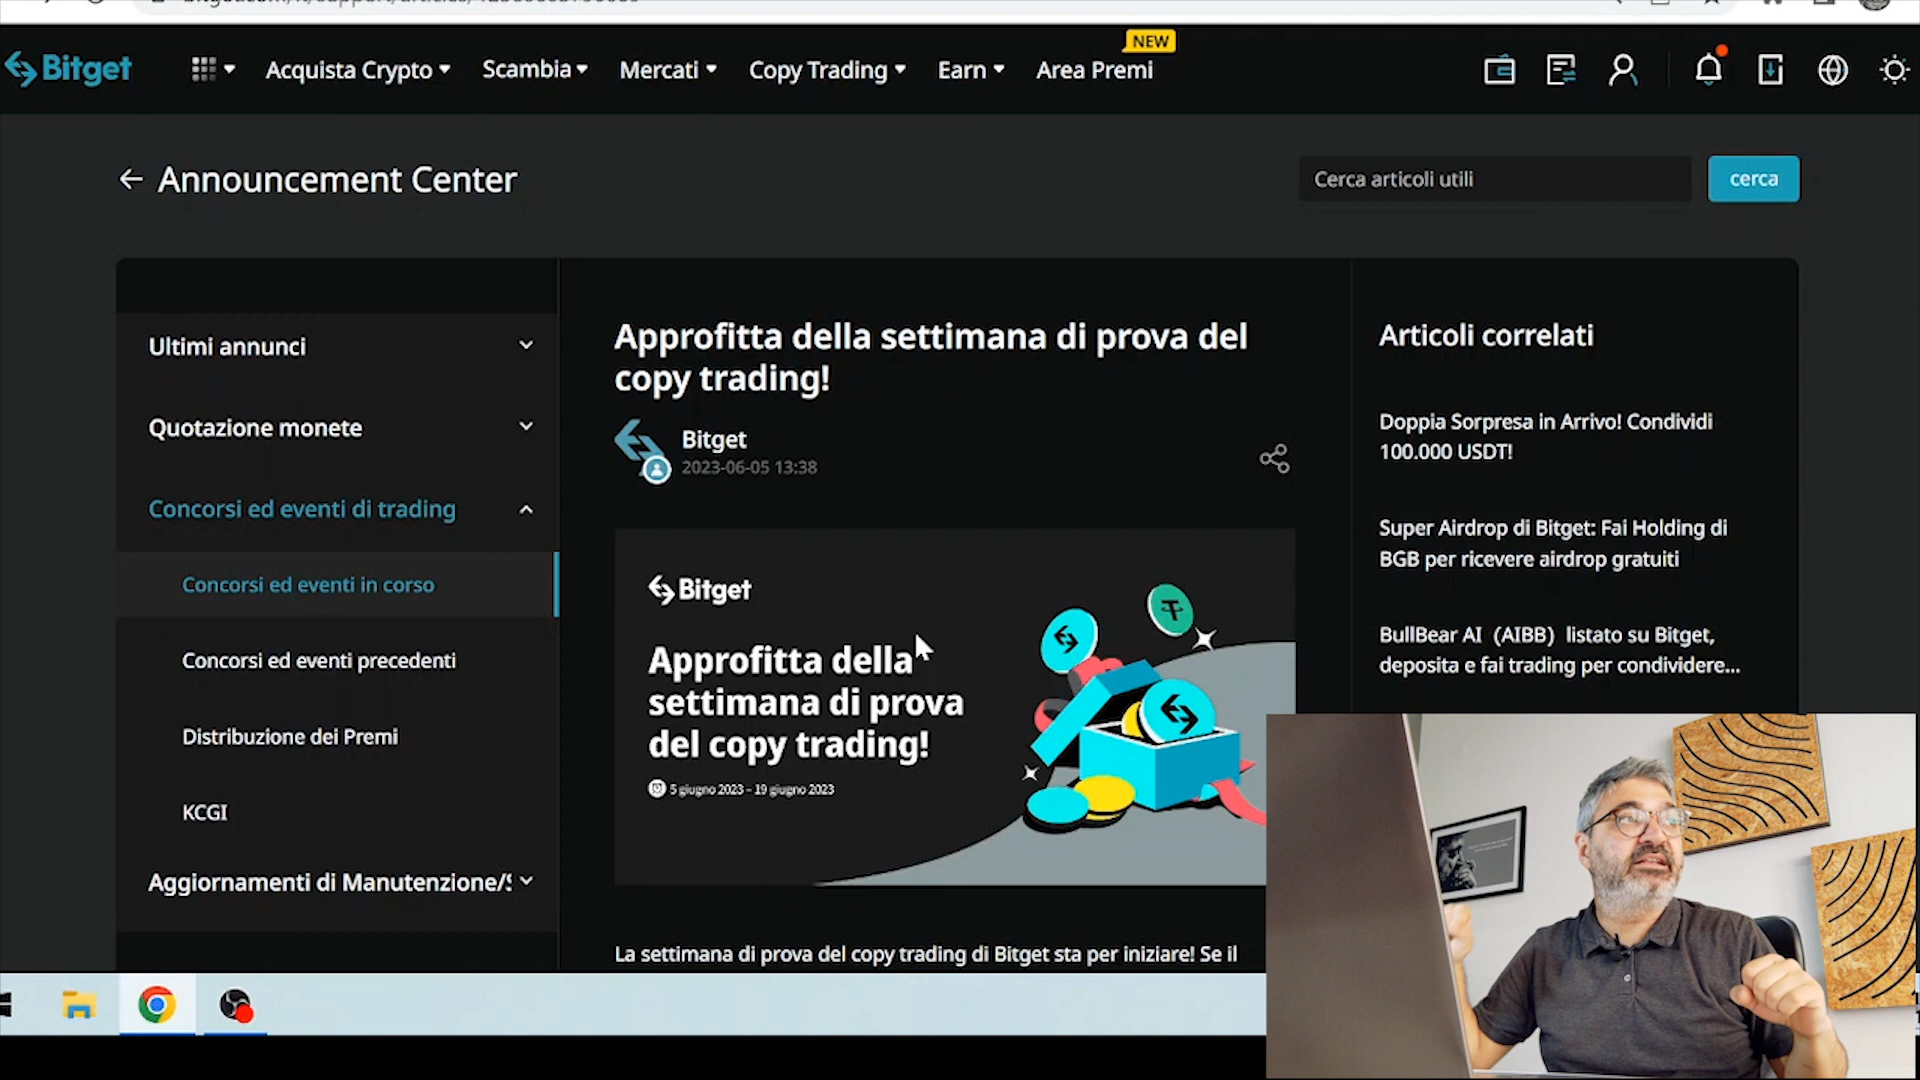 NEW
Bitget
Acquista Crypto
Scambia
Mercati
Copy Trading
Earn
Area Premi
Announcement Center
Cerca articoli utili
cerca
Ultimi annunci
Quotazione monete
Concorsi ed eventi di trading
Concorsi ed eventi in corso
Concorsi ed eventi precedenti
Distribuzione dei Premi
KCGI
Aggiornamenti di Manutenzione/
Approfitta della settimana di prova del
copy trading!
Bitget
2023-06-05 13:38
Bitget
Approfitta della
settimana di prova
del copy trading!
5 giugno 2023 – 19 giugno 2023
La settimana di prova del copy trading di Bitget sta per iniziare! Se il
Articoli correlati
Doppia Sorpresa in Arrivo! Condividi
100.000 USDT!
Super Airdrop di Bitget: Fai Holding di
BGB per ricevere airdrop gratuiti
BullBear AI（AIBB）listato su Bitget,
deposita e fai trading per condividere...